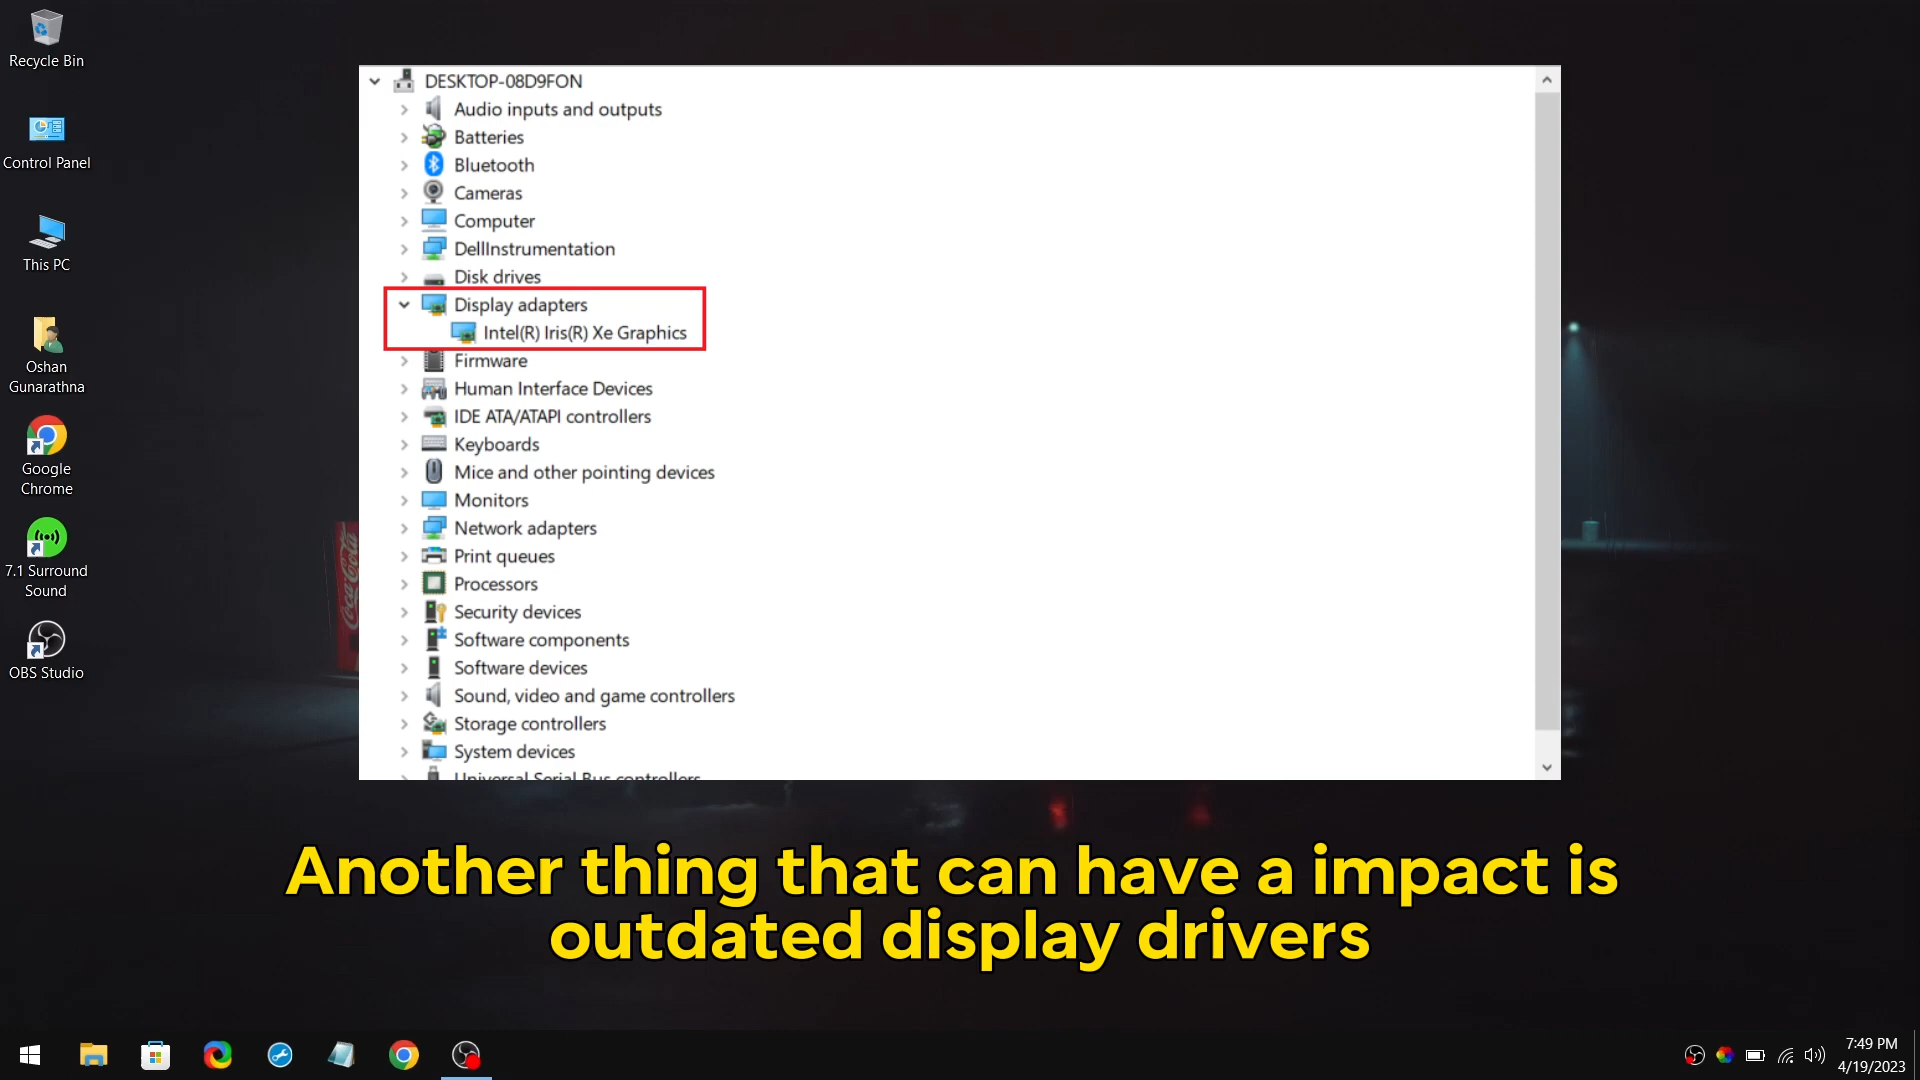 Recycle Bin
Control Panel
This PC
Oshan
Gunarathna
Google
Chrome
7.1 Surround
Sound
OBS Studio
DESKTOP-08D9FON
Audio inputs and outputs
Batteries
Bluetooth
Cameras
Computer
DellInstrumentation
Disk drives
Display adapters
Intel(R) Iris(R) Xe Graphics
Firmware
Human Interface Devices
IDE ATA/ATAPI controllers
Keyboards
Mice and other pointing devices
Monitors
Network adapters
Print queues
Processors
Security devices
Software components
Software devices
Sound, video and game controllers
Storage controllers
System devices
Universal Serial Bus controllers
Coca-Cola
Another thing that can have a impact is
outdated display drivers
7:49 PM
4/19/2023